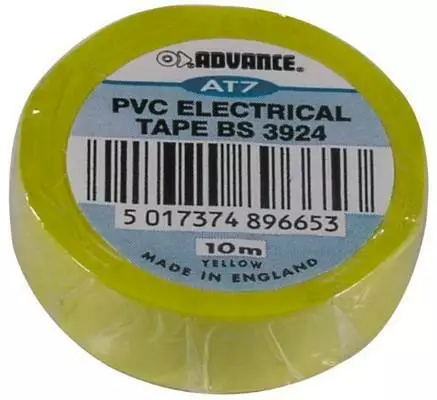 ADVANCE®
AT7
PVC ELECTRICAL
TAPE BS 3924
5 017374 896653
10m
YELLOW
MADE IN ENGLAND